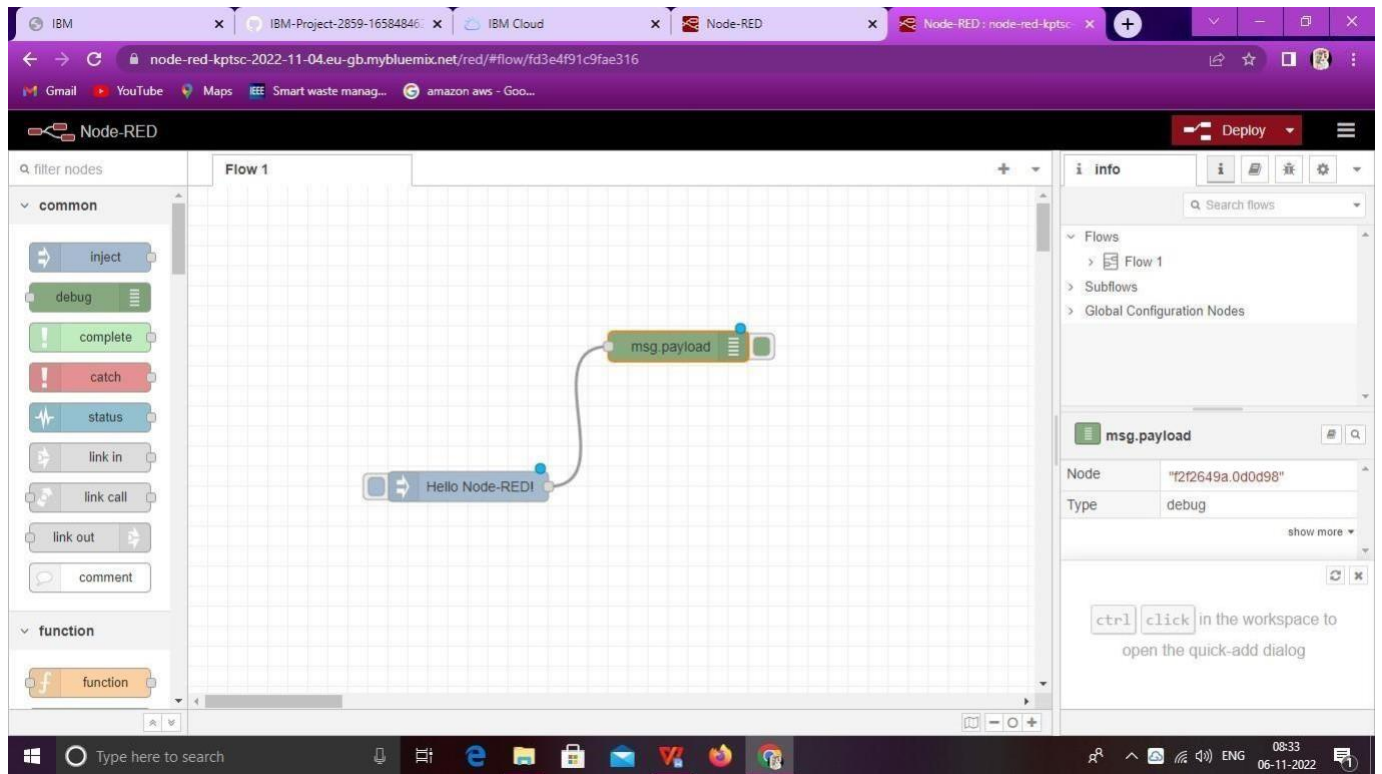 IBM
IBM-Project-2859-16584846
IBM Cloud
Node-RED
Node-RED : node-red-kptsc-
node-red-kptsc-2022-11-04.eu-gb.mybluemix.net/red/#flow/fd3e4f91c9fae316
Gmail YouTube Maps IEEE Smart waste manag... amazon aws - Goo...
Node-RED
Deploy
filter nodes
Flow 1
i info
i
common
Search flows
inject
debug
complete
catch
status
link in
link call
link out
comment
function
f function
msg.payload
Hello Node-RED!
Flows
Flow 1
Subflows
Global Configuration Nodes
msg.payload
Node "f2f2649a.0d0d98"
Type debug
show more
ctrl click in the workspace to
open the quick-add dialog
Type here to search
ENG
08:33
06-11-2022
1